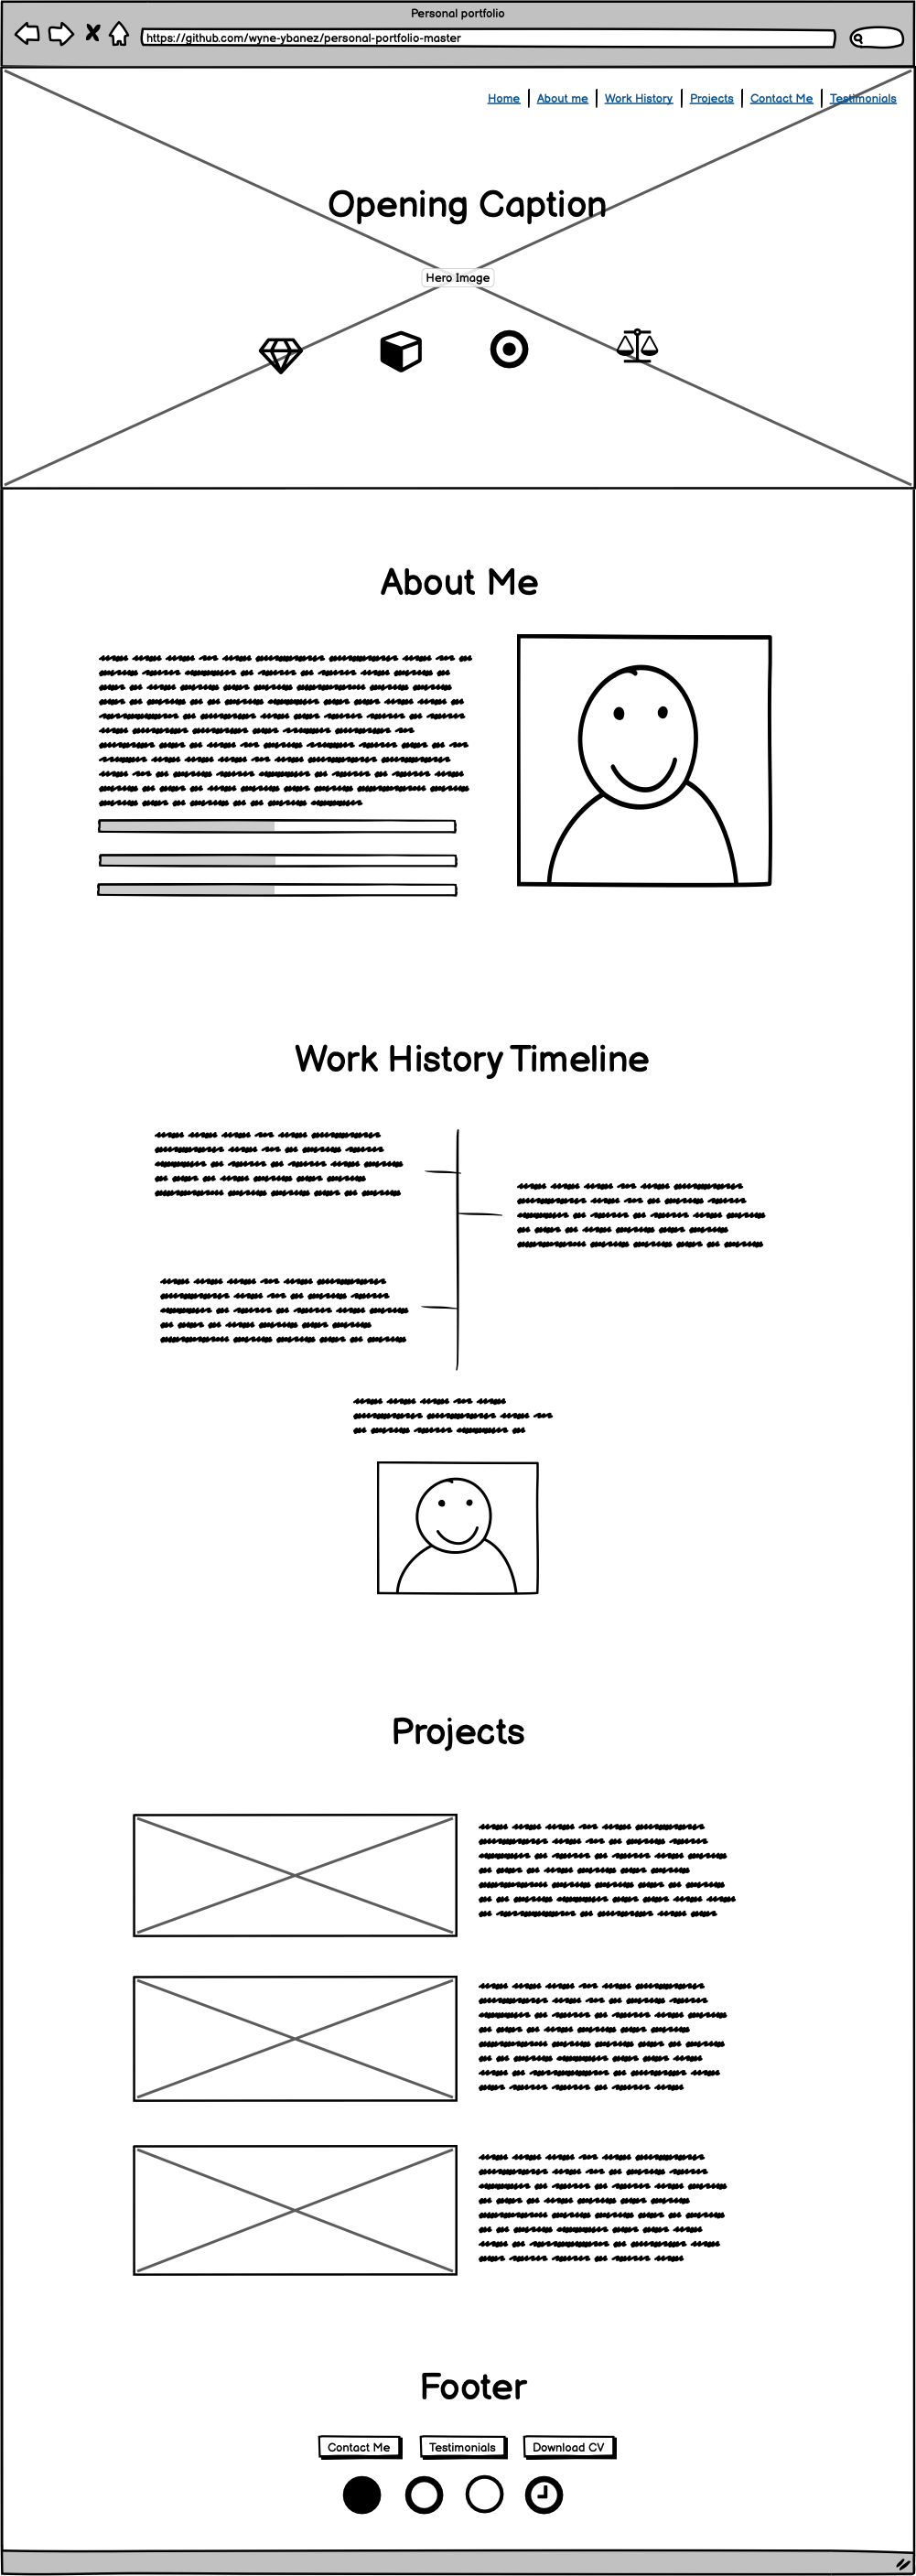 Personal portfolio
https://github.com/wyne-ybanez/personal-portfolio-master
Home | About me | Work History | Projects | Contact Me | Testimonials
Opening Caption
Hero Image
About Me
Work History Timeline
Projects
Footer
Contact Me Testimonials Download CV